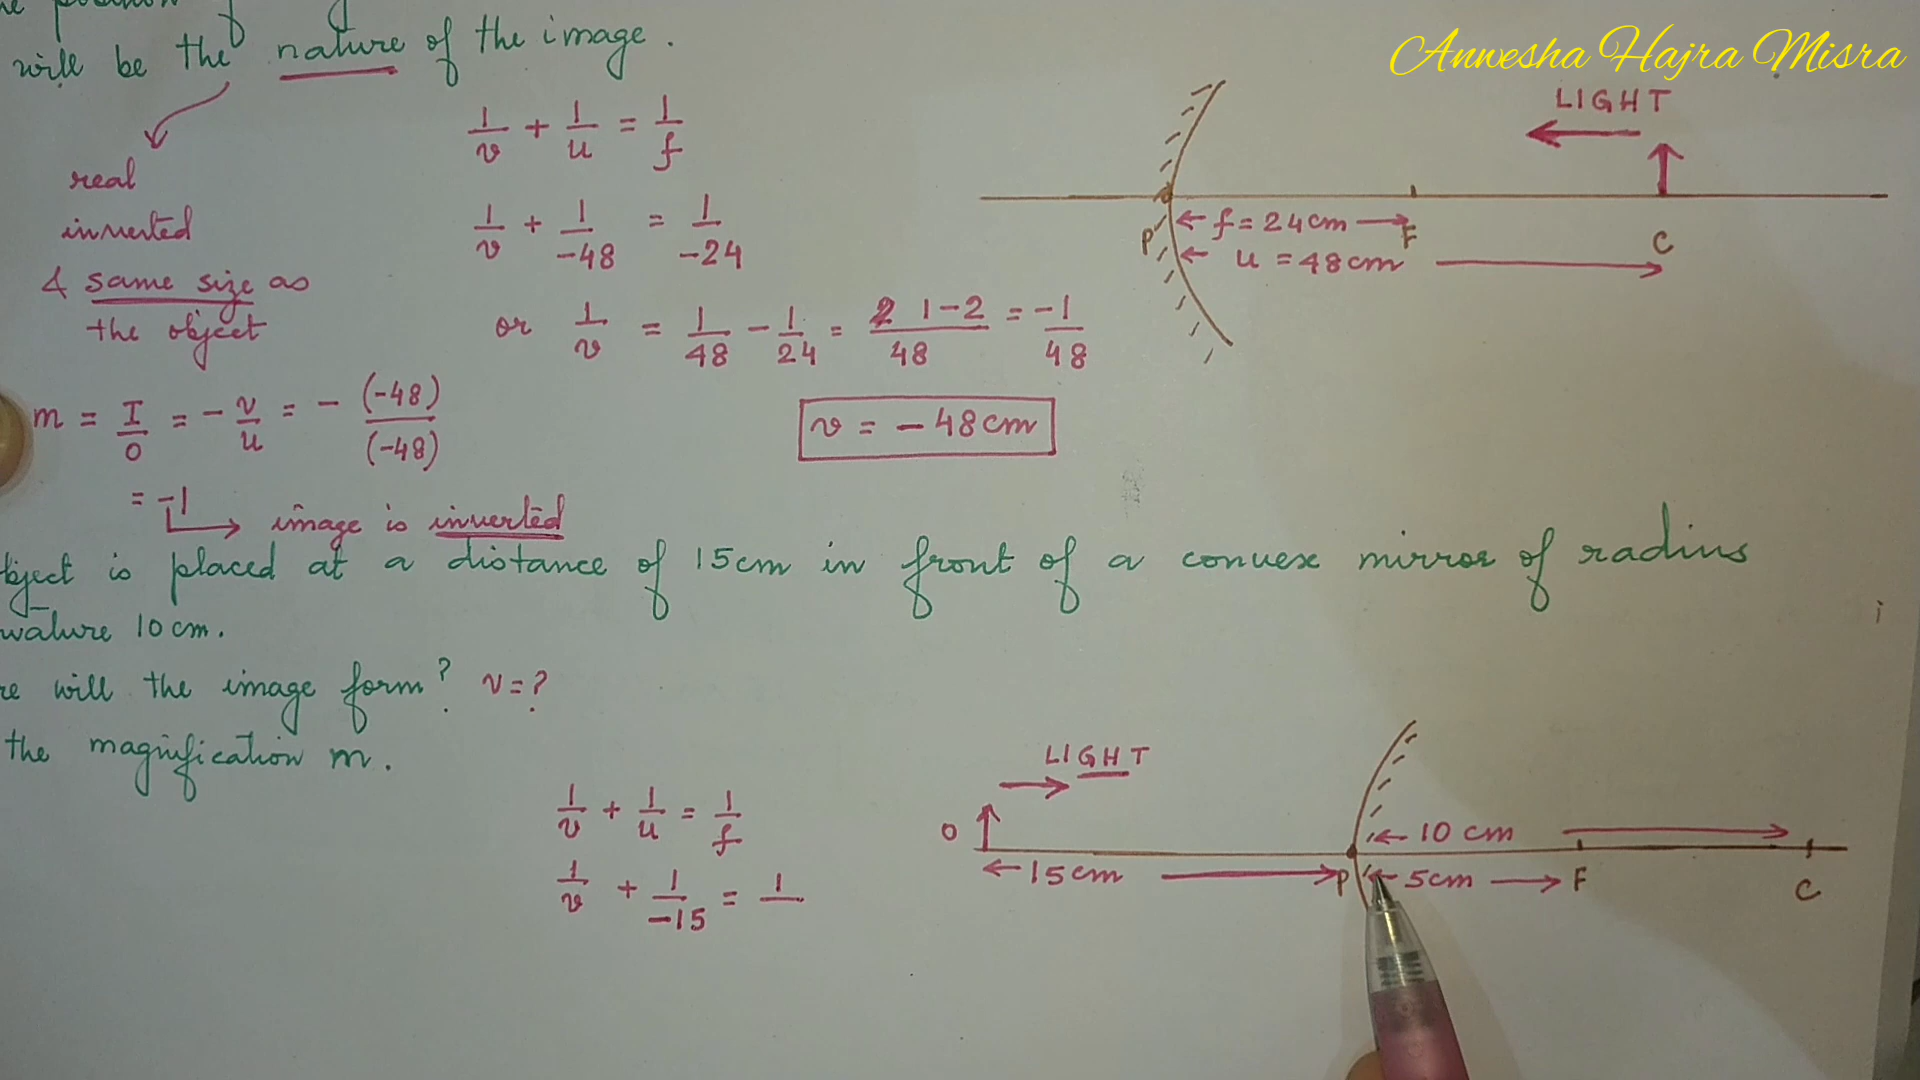 will be the nature of the image.
real
inverted
& same size as
the object
1/v + 1/u = 1/f
1/v + 1/-48 = 1/-24
or 1/v = 1/48 - 1/24 = 1-2/48 = -1/48
v = - 48cm
m = I/O = - v/u = - (-48)/(-48)
= -1
image is inverted
Anwesha Hajra Misra
LIGHT
f = 24cm
F
P
u = 48cm
C
bject is placed at a distance of 15cm in front of a convex mirror of radius
vature 10cm.
re will the image form? v = ?
the magnification m.
1/v + 1/u = 1/f
1/v + 1/-15 = 1/
LIGHT
O
10 cm
15cm
P
5cm
F
C